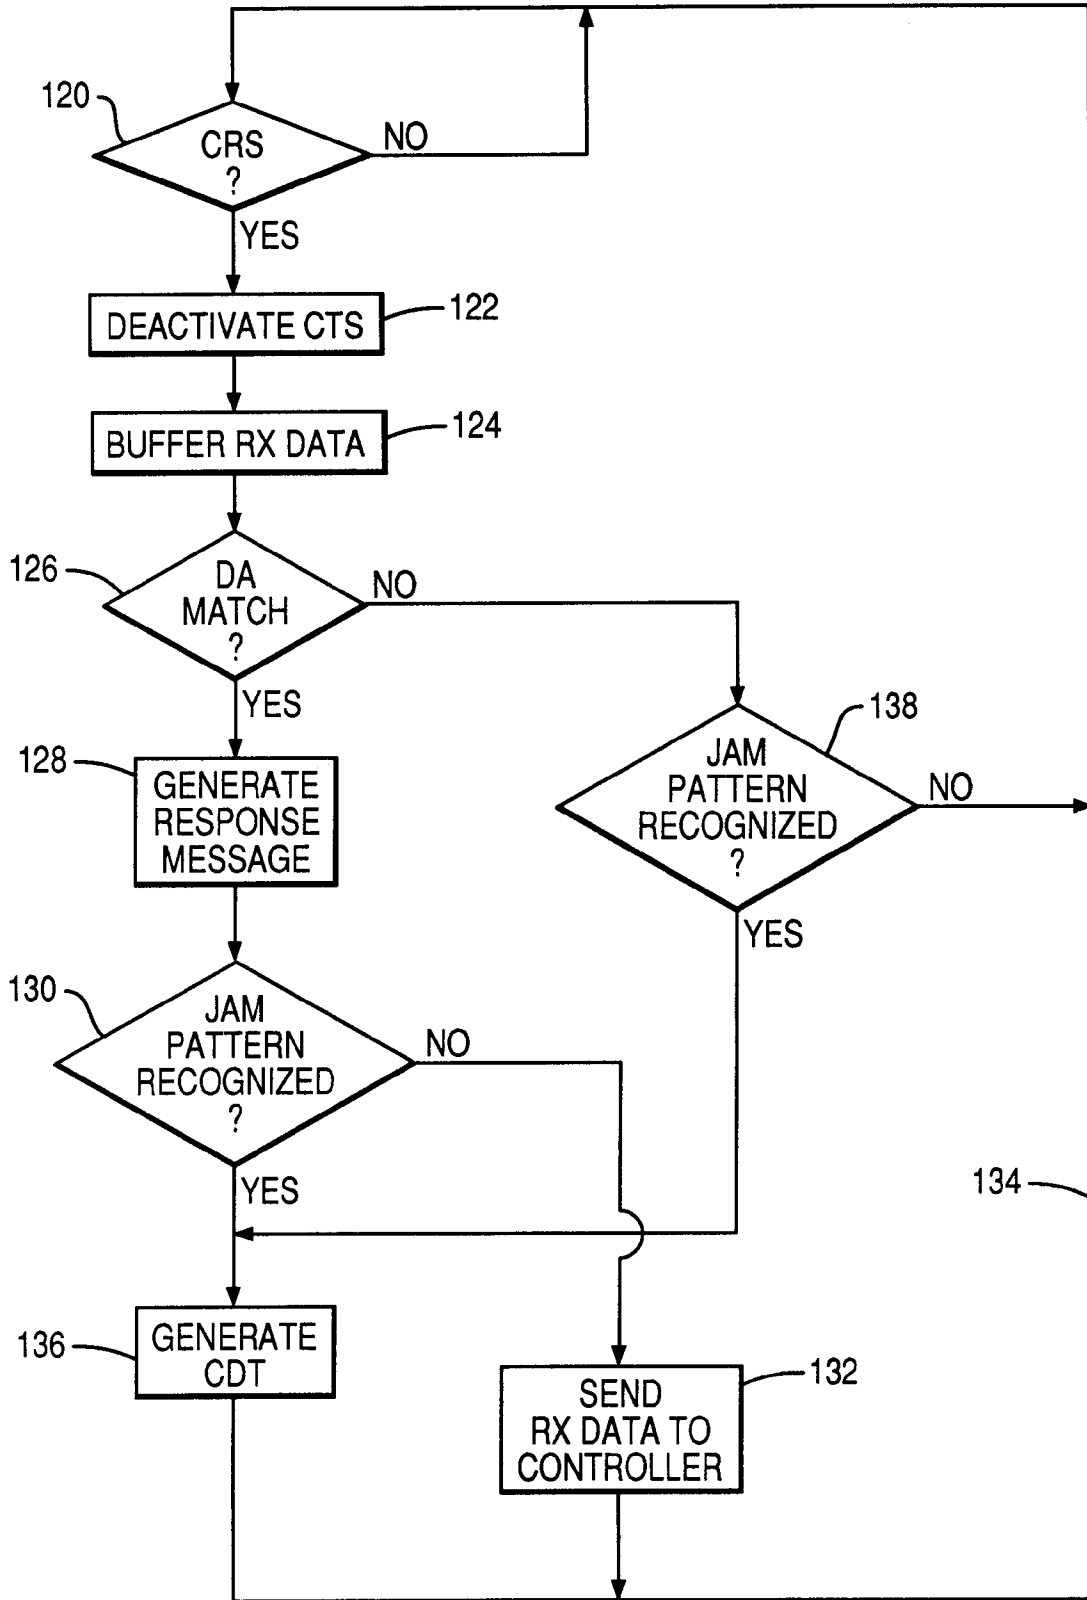 120
CRS
?
NO
YES
DEACTIVATE CTS
122
BUFFER RX DATA
124
126
DA
MATCH
?
NO
YES
128
GENERATE
RESPONSE
MESSAGE
138
JAM
PATTERN
RECOGNIZED
?
NO
YES
130
JAM
PATTERN
RECOGNIZED
?
NO
YES
134
136
GENERATE
CDT
132
SEND
RX DATA TO
CONTROLLER